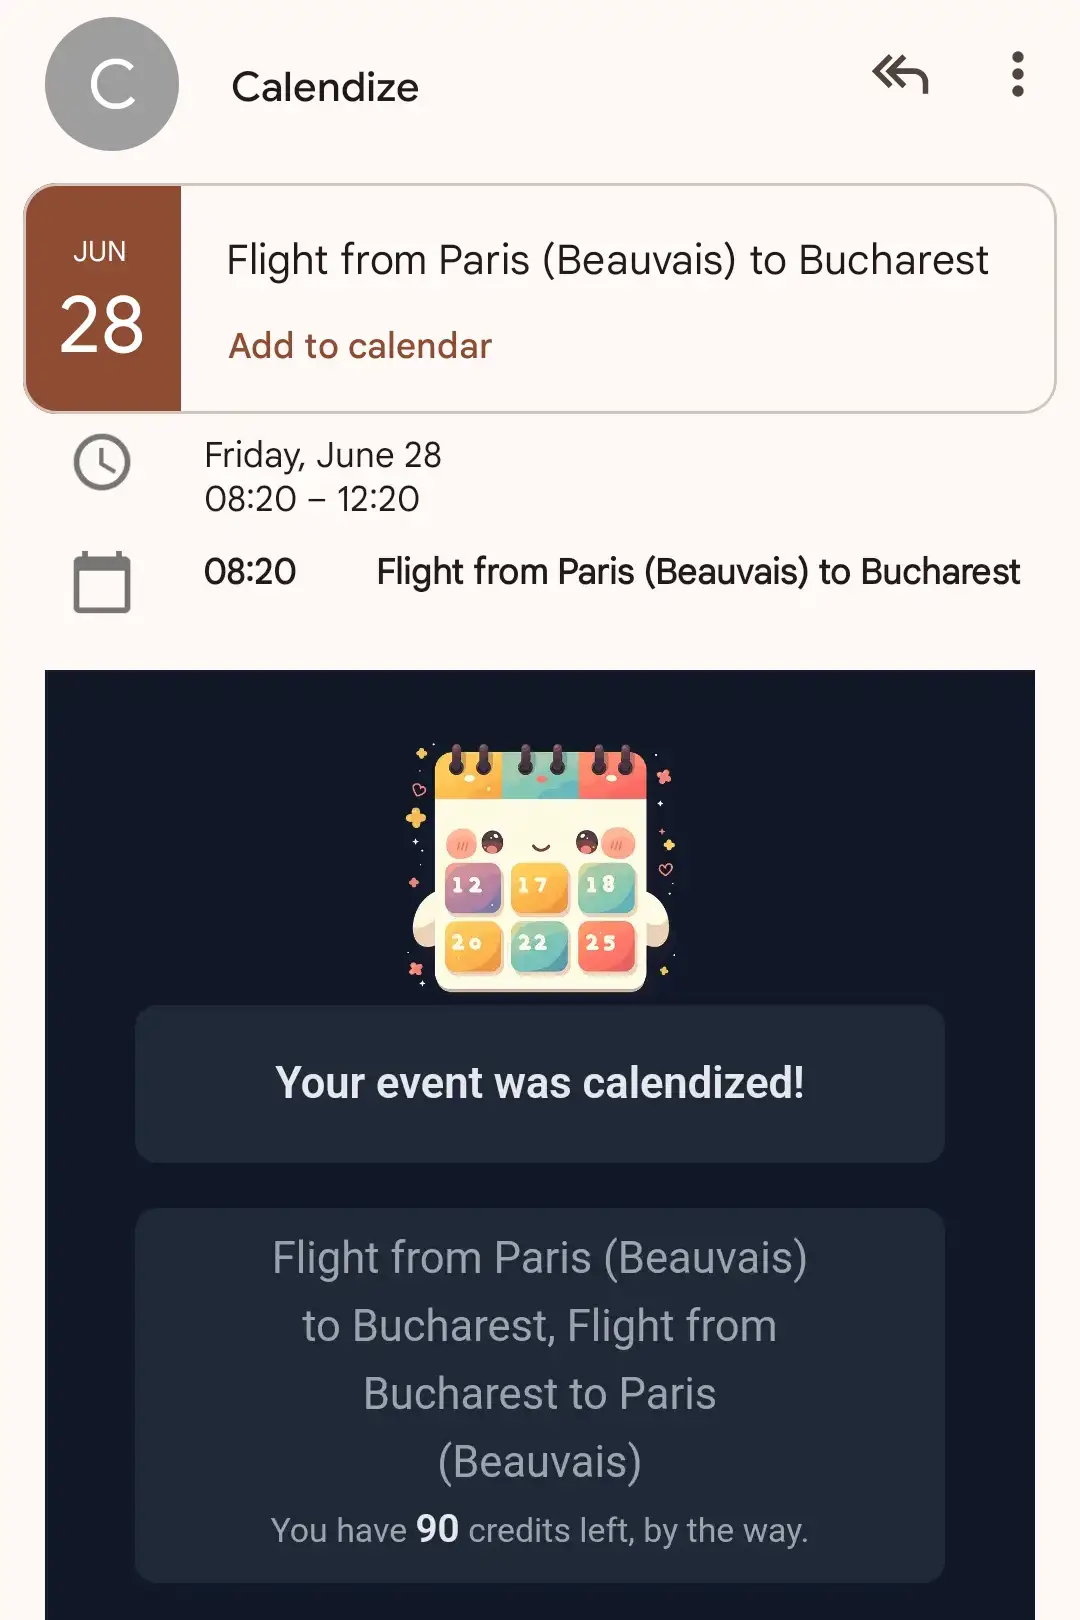 C
Calendize
JUN
28
Flight from Paris (Beauvais) to Bucharest
Add to calendar
Friday, June 28
08:20 – 12:20
08:20 Flight from Paris (Beauvais) to Bucharest
12 17 18
20 22 25
Your event was calendized!
Flight from Paris (Beauvais)
to Bucharest, Flight from
Bucharest to Paris
(Beauvais)
You have 90 credits left, by the way.